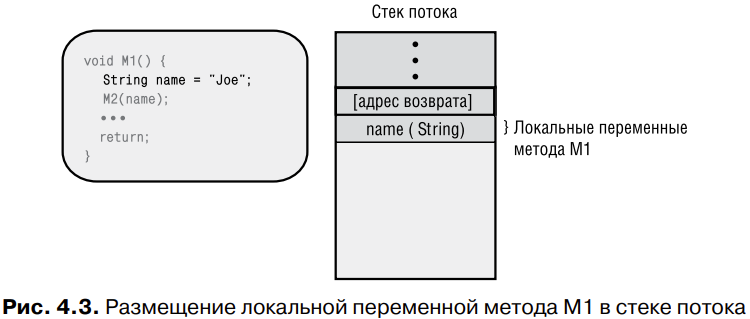 Стек потока
void M1() {
String name = "Joe";
M2(name);
•••
return;
}
•
•
•
[адрес возврата]
name ( String)
} Локальные переменные
метода M1
Рис. 4.3. Размещение локальной переменной метода M1 в стеке потока